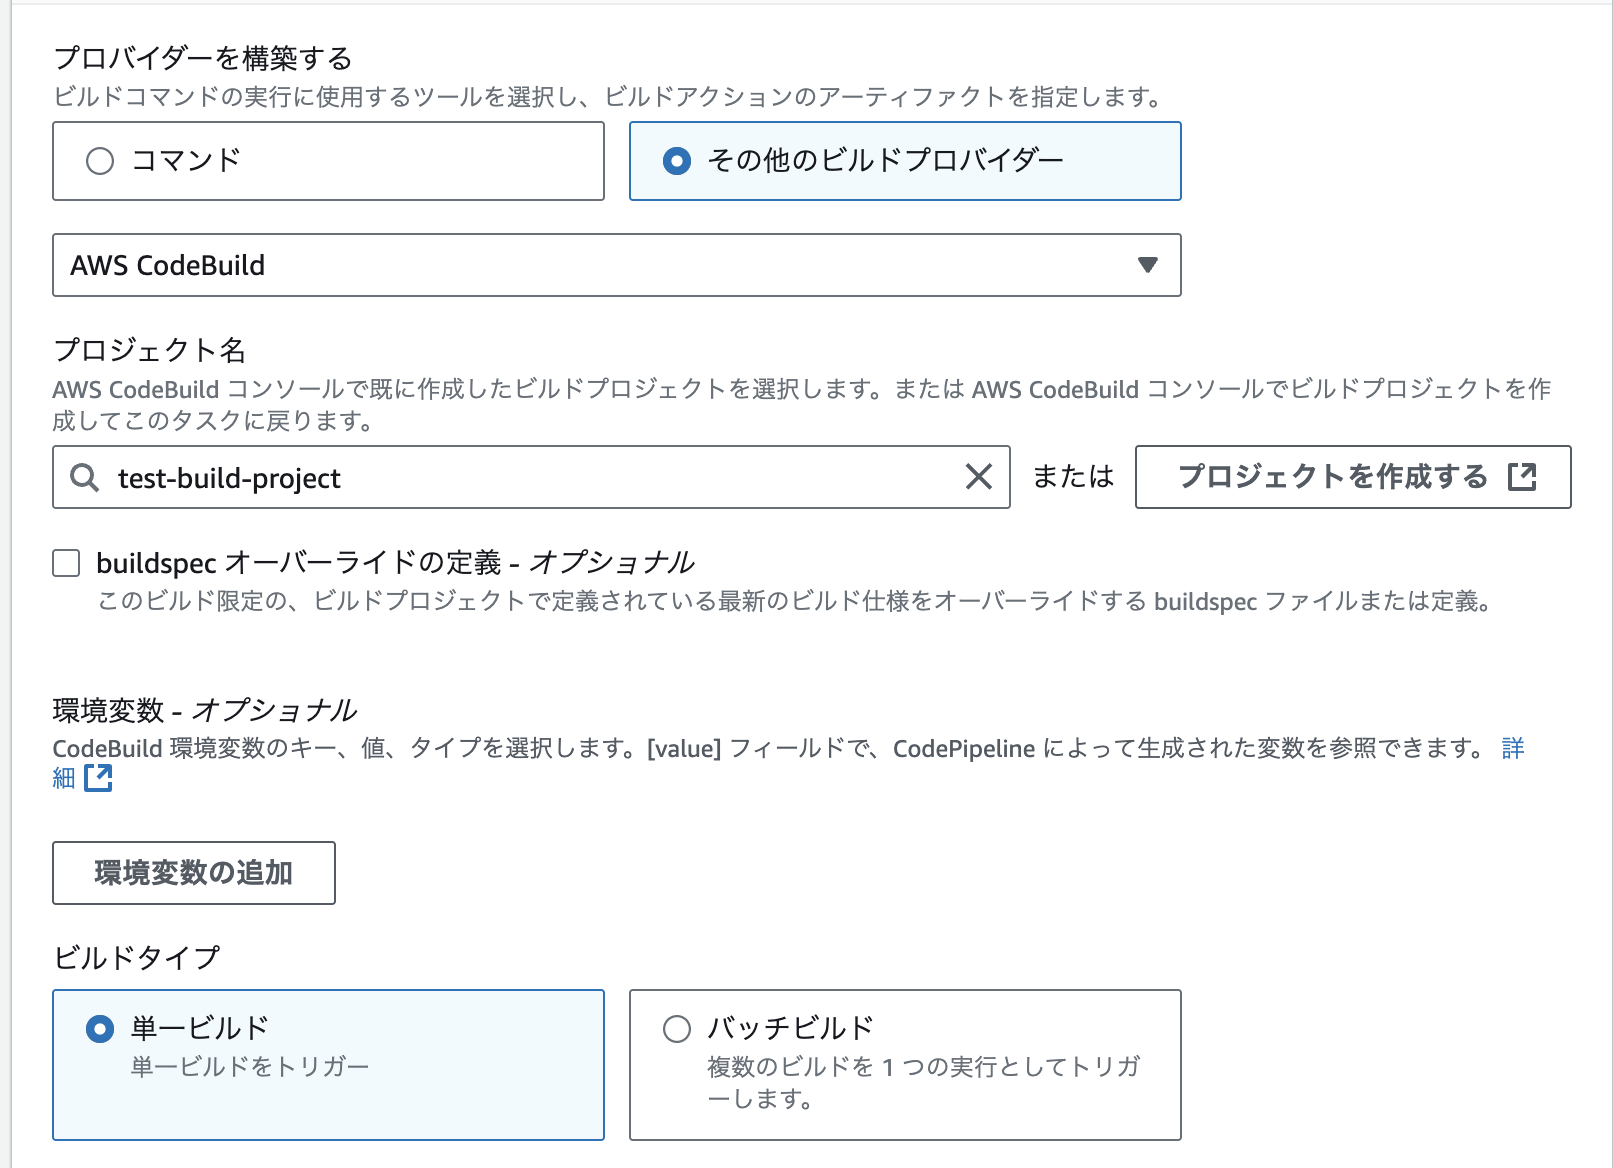 プロバイダーを構築する
ビルドコマンドの実行に使用するツールを選択し、ビルドアクションのアーティファクトを指定します。
コマンド
その他のビルドプロバイダー
AWS CodeBuild
プロジェクト名
AWS CodeBuild コンソールで既に作成したビルドプロジェクトを選択します。または AWS CodeBuild コンソールでビルドプロジェクトを作
成してこのタスクに戻ります。
test-build-project
または
プロジェクトを作成する
buildspec オーバーライドの定義 - オプショナル
このビルド限定の、ビルドプロジェクトで定義されている最新のビルド仕様をオーバーライドする buildspec ファイルまたは定義。
環境変数 - オプショナル
CodeBuild 環境変数のキー、値、タイプを選択します。[value] フィールドで、CodePipeline によって生成された変数を参照できます。 詳
細
環境変数の追加
ビルドタイプ
単一ビルド
単一ビルドをトリガー
バッチビルド
複数のビルドを 1 つの実行としてトリガ
ーします。